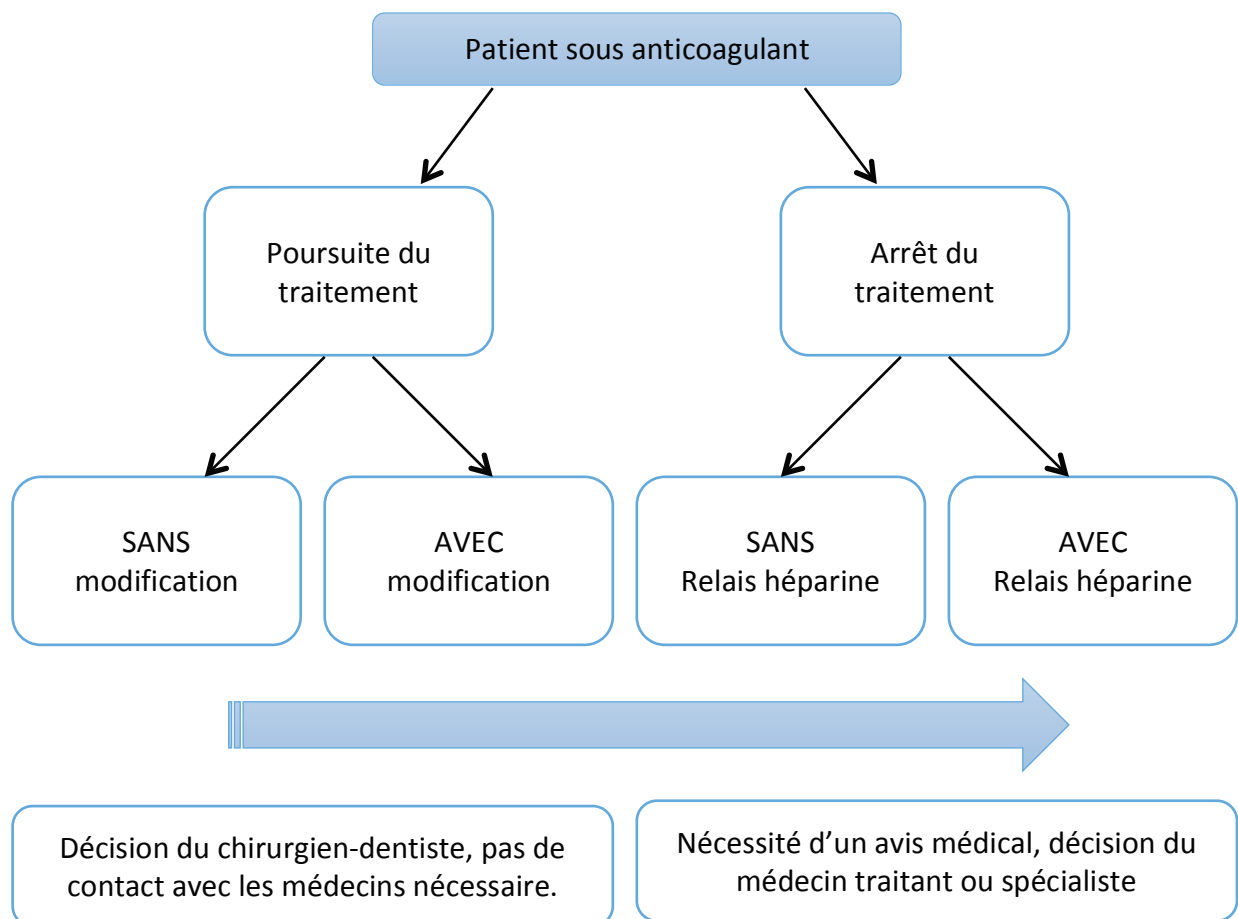 Patient sous anticoagulant
Poursuite du
traitement
Arrêt du
traitement
SANS
modification
AVEC
modification
SANS
Relais héparine
AVEC
Relais héparine
Décision du chirurgien-dentiste, pas de
contact avec les médecins nécessaire.
Nécessité d’un avis médical, décision du
médecin traitant ou spécialiste